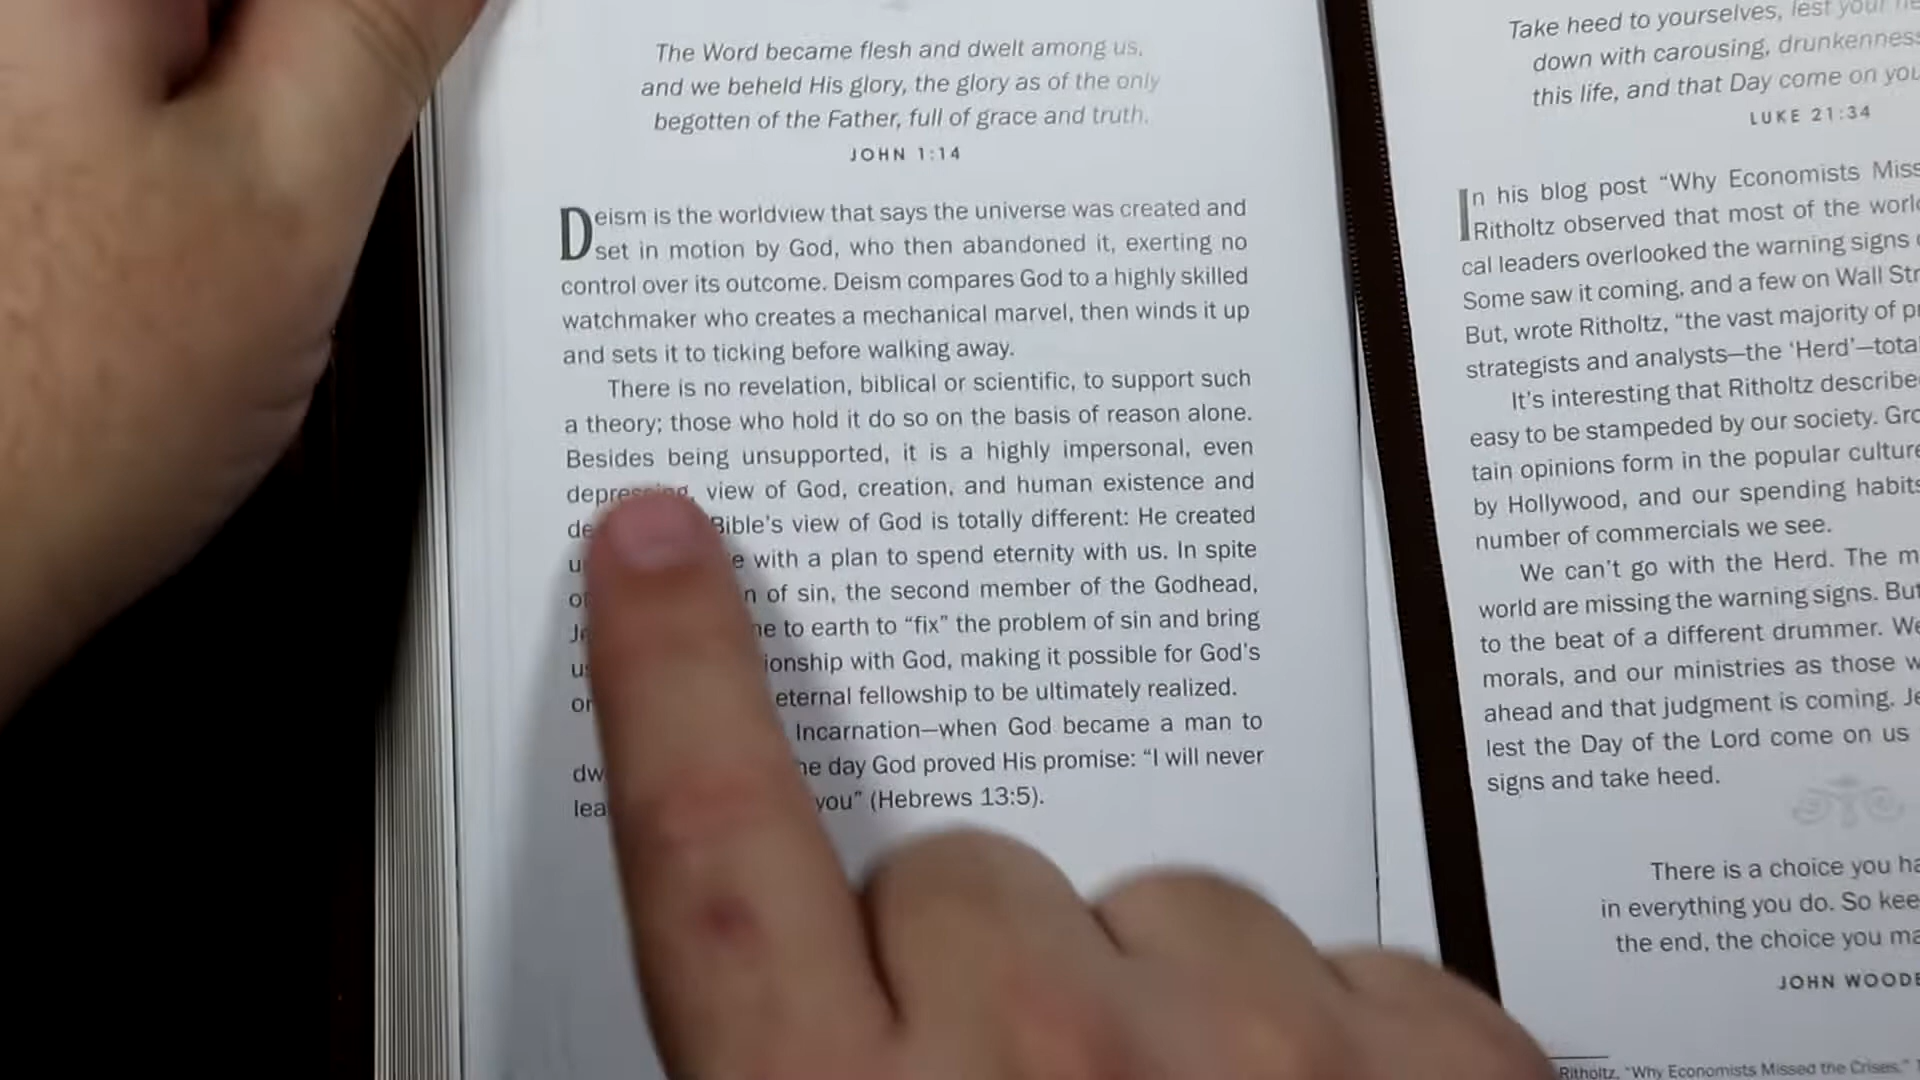 The Word became flesh and dwelt among us,
and we beheld His glory, the glory as of the only
begotten of the Father, full of grace and truth.
JOHN 1:14
Deism is the worldview that says the universe was created and
set in motion by God, who then abandoned it, exerting no
control over its outcome. Deism compares God to a highly skilled
watchmaker who creates a mechanical marvel, then winds it up
and sets it to ticking before walking away.
There is no revelation, biblical or scientific, to support such
a theory; those who hold it do so on the basis of reason alone.
Besides being unsupported, it is a highly impersonal, even
depressing, view of God, creation, and human existence and
Bible's view of God is totally different: He created
with a plan to spend eternity with us. In spite
of sin, the second member of the Godhead,
to earth to “fix” the problem of sin and bring
with God, making it possible for God's
eternal fellowship to be ultimately realized.
Incarnation—when God became a man to
day God proved His promise: “I will never
you” (Hebrews 13:5).
Take heed to yourselves, lest your
down with carousing, drunkenness
this life, and that Day come on you
LUKE 21:34
In his blog post “Why Economists
Ritholtz observed that most of the
cal leaders overlooked the warning signs
Some saw it coming, and a few on Wall
But, wrote Ritholtz, “the vast majority of
strategists and analysts—the ‘Herd’—
It's interesting that Ritholtz
easy to be stampeded by our society.
tain opinions form in the popular culture
by Hollywood, and our spending habits
number of commercials we see.
We can't go with the Herd. The
world are missing the warning signs. But
to the beat of a different drummer. We
morals, and our ministries as those
ahead and that judgment is coming.
lest the Day of the Lord come on us
signs and take heed.
There is a choice you
in everything you do. So
the end, the choice you
JOHN
Ritholtz, “Why Economists Missed the Crises,”